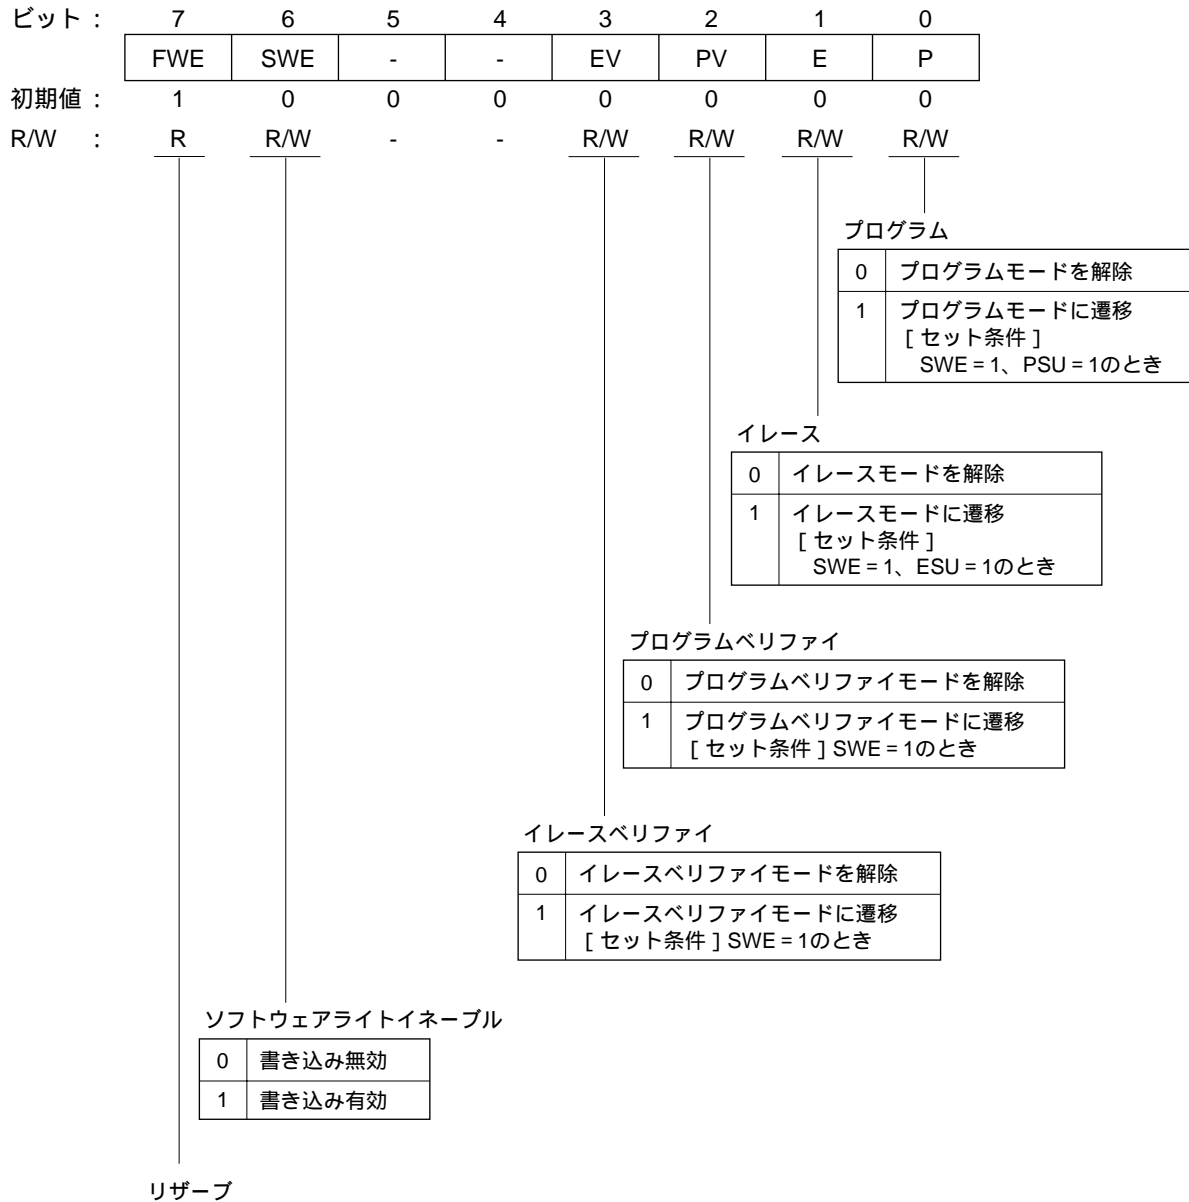 ビット： 7 6 5 4 3 2 1 0
FWE SWE - - EV PV E P
初期値： 1 0 0 0 0 0 0 0
R/W ： R R/W - - R/W R/W R/W R/W
プログラム
0 プログラムモードを解除
1 プログラムモードに遷移
［セット条件］
SWE = 1、PSU = 1のとき
イレース
0 イレースモードを解除
1 イレースモードに遷移
［セット条件］
SWE = 1、ESU = 1のとき
プログラムベリファイ
0 プログラムベリファイモードを解除
1 プログラムベリファイモードに遷移
［セット条件］SWE = 1のとき
イレースベリファイ
0 イレースベリファイモードを解除
1 イレースベリファイモードに遷移
［セット条件］SWE = 1のとき
ソフトウェアライトイネーブル
0 書き込み無効
1 書き込み有効
リザーブ